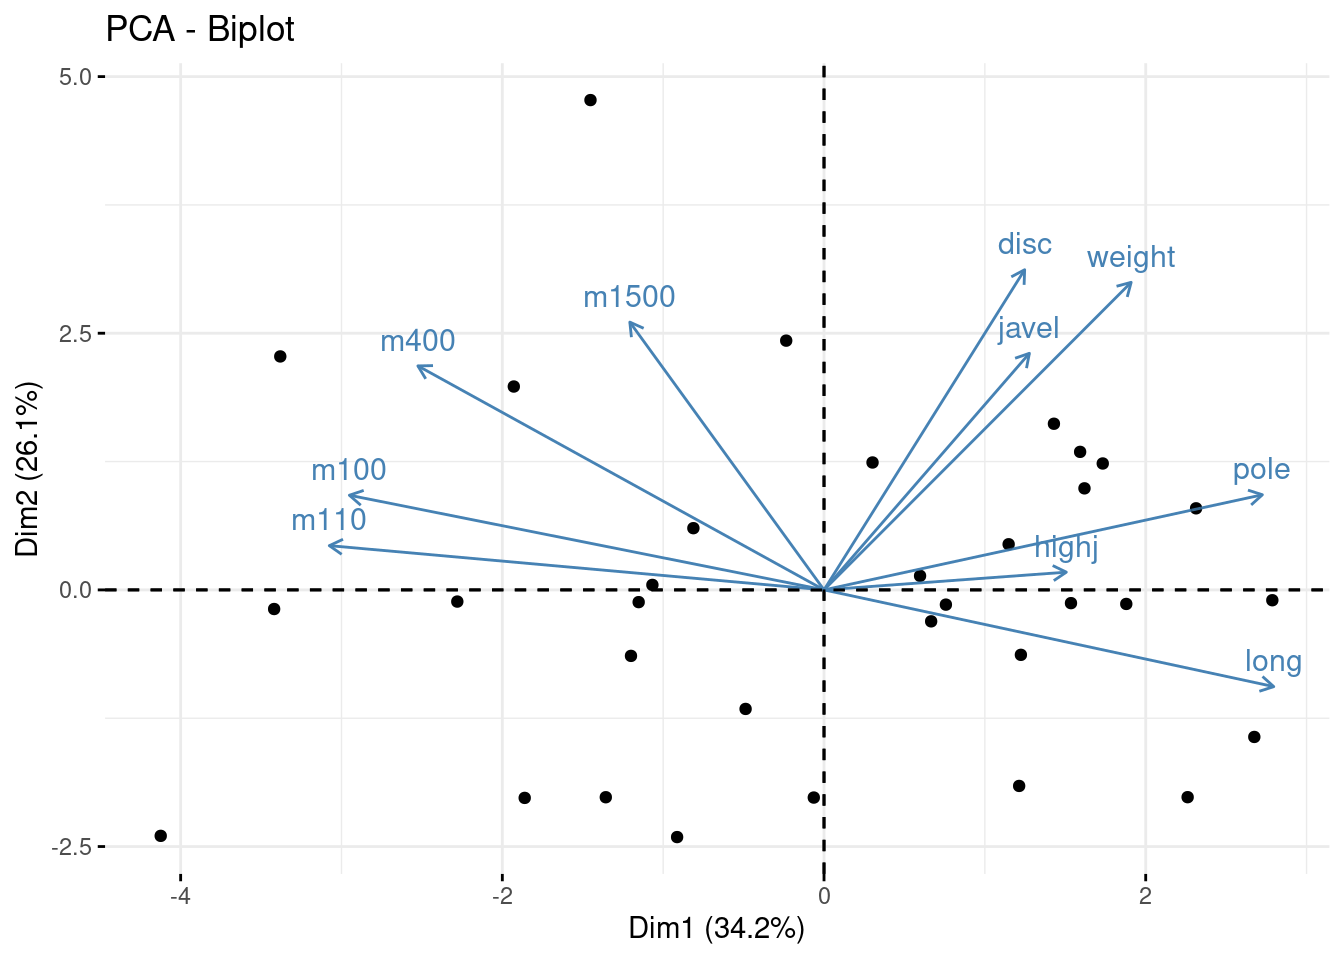 PCA - Biplot
5.0
disc
weight
m1500
javel
m400
2.5
m100
pole
m110
highj
0.0
long
-2.5
-4
-2
0
2
Dim1 (34.2%)
Dim2 (26.1%)